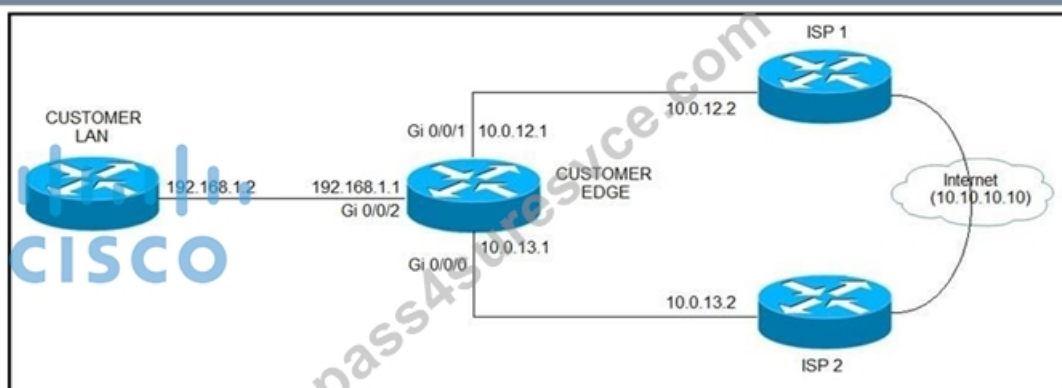 ISP 1
10.0.12.2
CUSTOMER
LAN
Gi 0/0/1
10.0.12.1
192.168.1.2
192.168.1.1
Gi 0/0/2
CUSTOMER
EDGE
Internet
(10.10.10.10)
CISCO
10.0.13.1
Gi 0/0/0
10.0.13.2
ISP 2
pass4suresvce.com